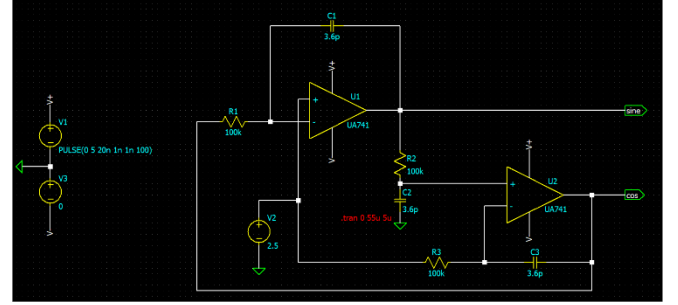 C1
3.6p
V+
U1
R1
100k
+
-
UA741
V-
sine
V+
V1
PULSE(0 5 20n 1n 1n 100)
V3
0
V-
R2
100k
C2
3.6p
.tran 0 55u 5u
V2
2.5
V+
U2
+
-
UA741
V-
cos
R3
100k
C3
3.6p